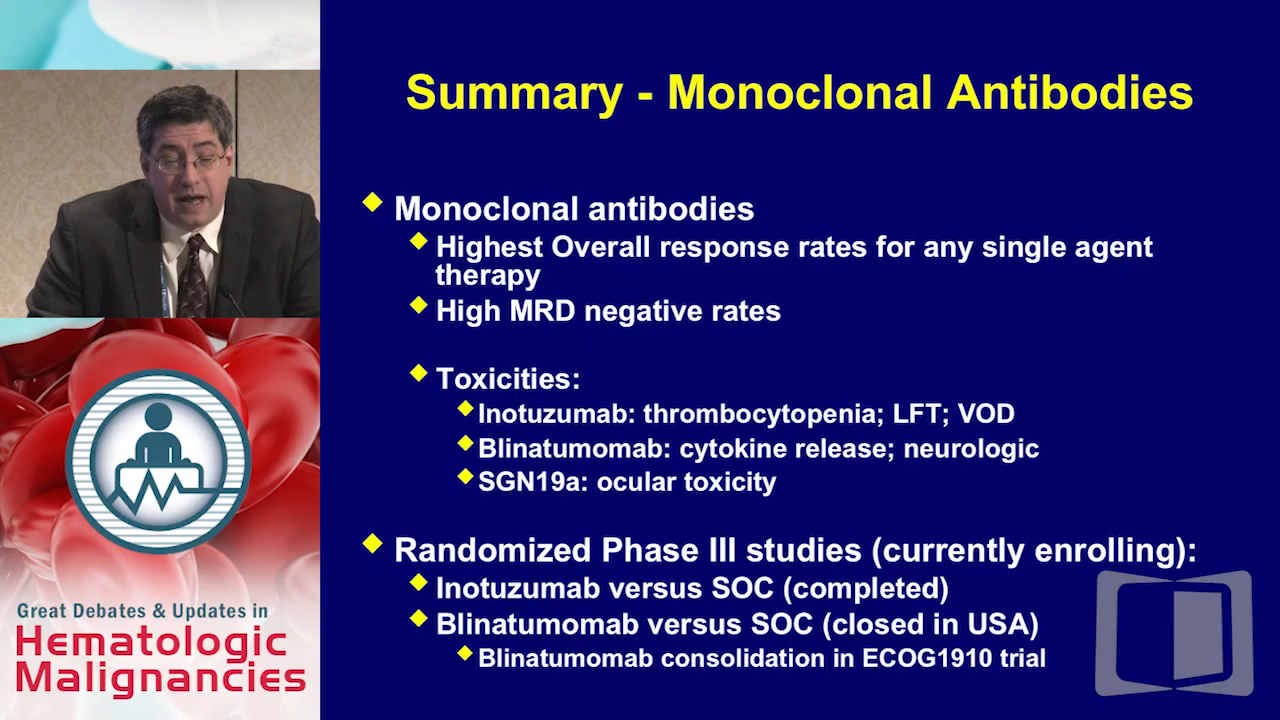 Summary - Monoclonal Antibodies
Monoclonal antibodies
Highest Overall response rates for any single agent
therapy
High MRD negative rates
Toxicities:
Inotuzumab: thrombocytopenia; LFT; VOD
Blinatumomab: cytokine release; neurologic
SGN19a: ocular toxicity
Randomized Phase III studies (currently enrolling):
Inotuzumab versus SOC (completed)
Blinatumomab versus SOC (closed in USA)
Blinatumomab consolidation in ECOG1910 trial
Great Debates & Updates in
Hematologic
Malignancies